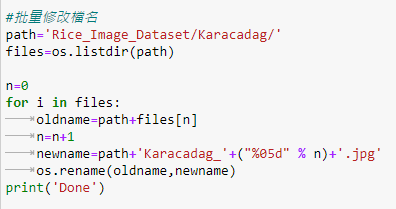 #批量修改檔名
path='Rice_Image_Dataset/Karacadag/'
files=os.listdir(path)
n=0
for i in files:
oldname=path+files[n]
n=n+1
newname=path+'Karacadag_'+("%05d" % n)+'.jpg'
os.rename(oldname,newname)
print('Done')